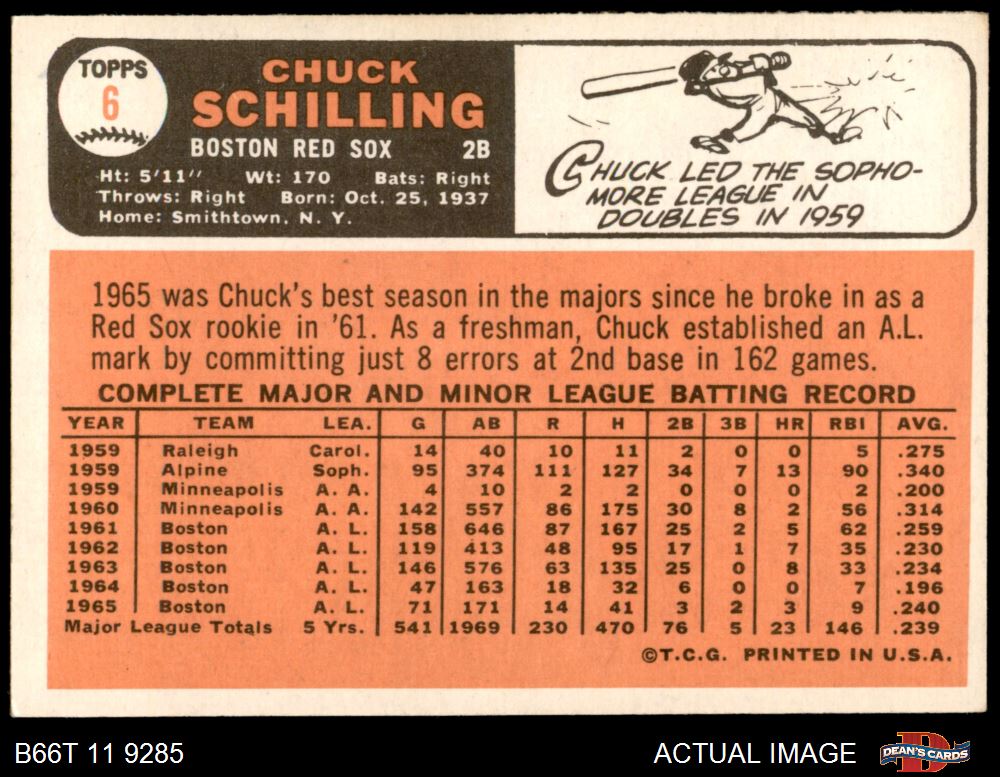 TOPPS
6
CHUCK
SCHILLING
BOSTON RED SOX 2B
Ht: 5'11" Wt: 170 Bats: Right
Throws: Right Born: Oct. 25, 1937
Home: Smithtown, N. Y.
CHUCK LED THE SOPHO-
MORE LEAGUE IN
DOUBLES IN 1959
1965 was Chuck's best season in the majors since he broke in as a
Red Sox rookie in '61. As a freshman, Chuck established an A.L.
mark by committing just 8 errors at 2nd base in 162 games.
COMPLETE MAJOR AND MINOR LEAGUE BATTING RECORD
YEAR TEAM LEA. G AB R H 2B 3B HR RBI AVG.
1959 Raleigh Carol. 14 40 10 11 2 0 0 5 .275
1959 Alpine Soph. 95 374 111 127 34 7 13 90 .340
1959 Minneapolis A. A. 4 10 2 2 0 0 0 2 .200
1960 Minneapolis A. A. 142 557 86 175 30 8 2 56 .314
1961 Boston A. L. 158 646 87 167 25 2 5 62 .259
1962 Boston A. L. 119 413 48 95 17 1 7 35 .230
1963 Boston A. L. 146 576 63 135 25 0 8 33 .234
1964 Boston A. L. 47 163 18 32 6 0 0 7 .196
1965 Boston A. L. 71 171 14 41 3 2 3 9 .240
Major League Totals 5 Yrs. 541 1969 230 470 76 5 23 146 .239
©T.C.G. PRINTED IN U.S.A.
B66T 11 9285 ACTUAL IMAGE DEAN'S CARDS